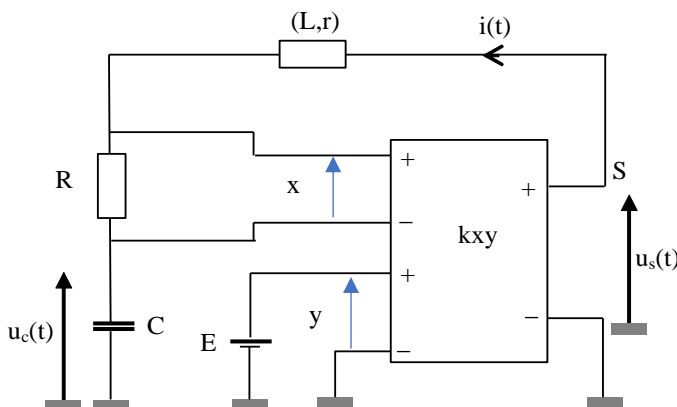 (L,r)
i(t)
R
x
+
−
+
−
kxy
+
−
S
u_s(t)
y
E
C
u_c(t)